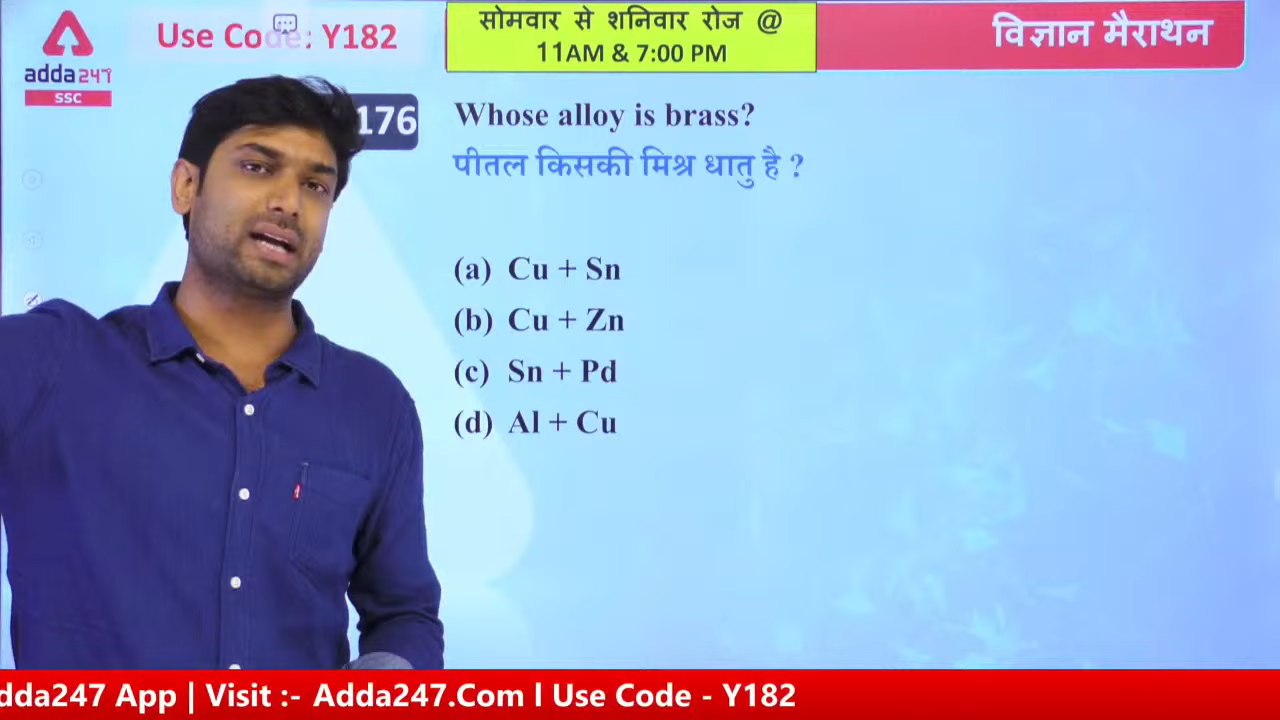 adda247
SSC
Use Code: Y182
सोमवार से शनिवार रोज @
11AM & 7:00 PM
विज्ञान मैराथन
176
Whose alloy is brass?
पीतल किसकी मिश्र धातु है ?
(a) Cu + Sn
(b) Cu + Zn
(c) Sn + Pd
(d) Al + Cu
dda247 App | Visit :- Adda247.Com l Use Code - Y182